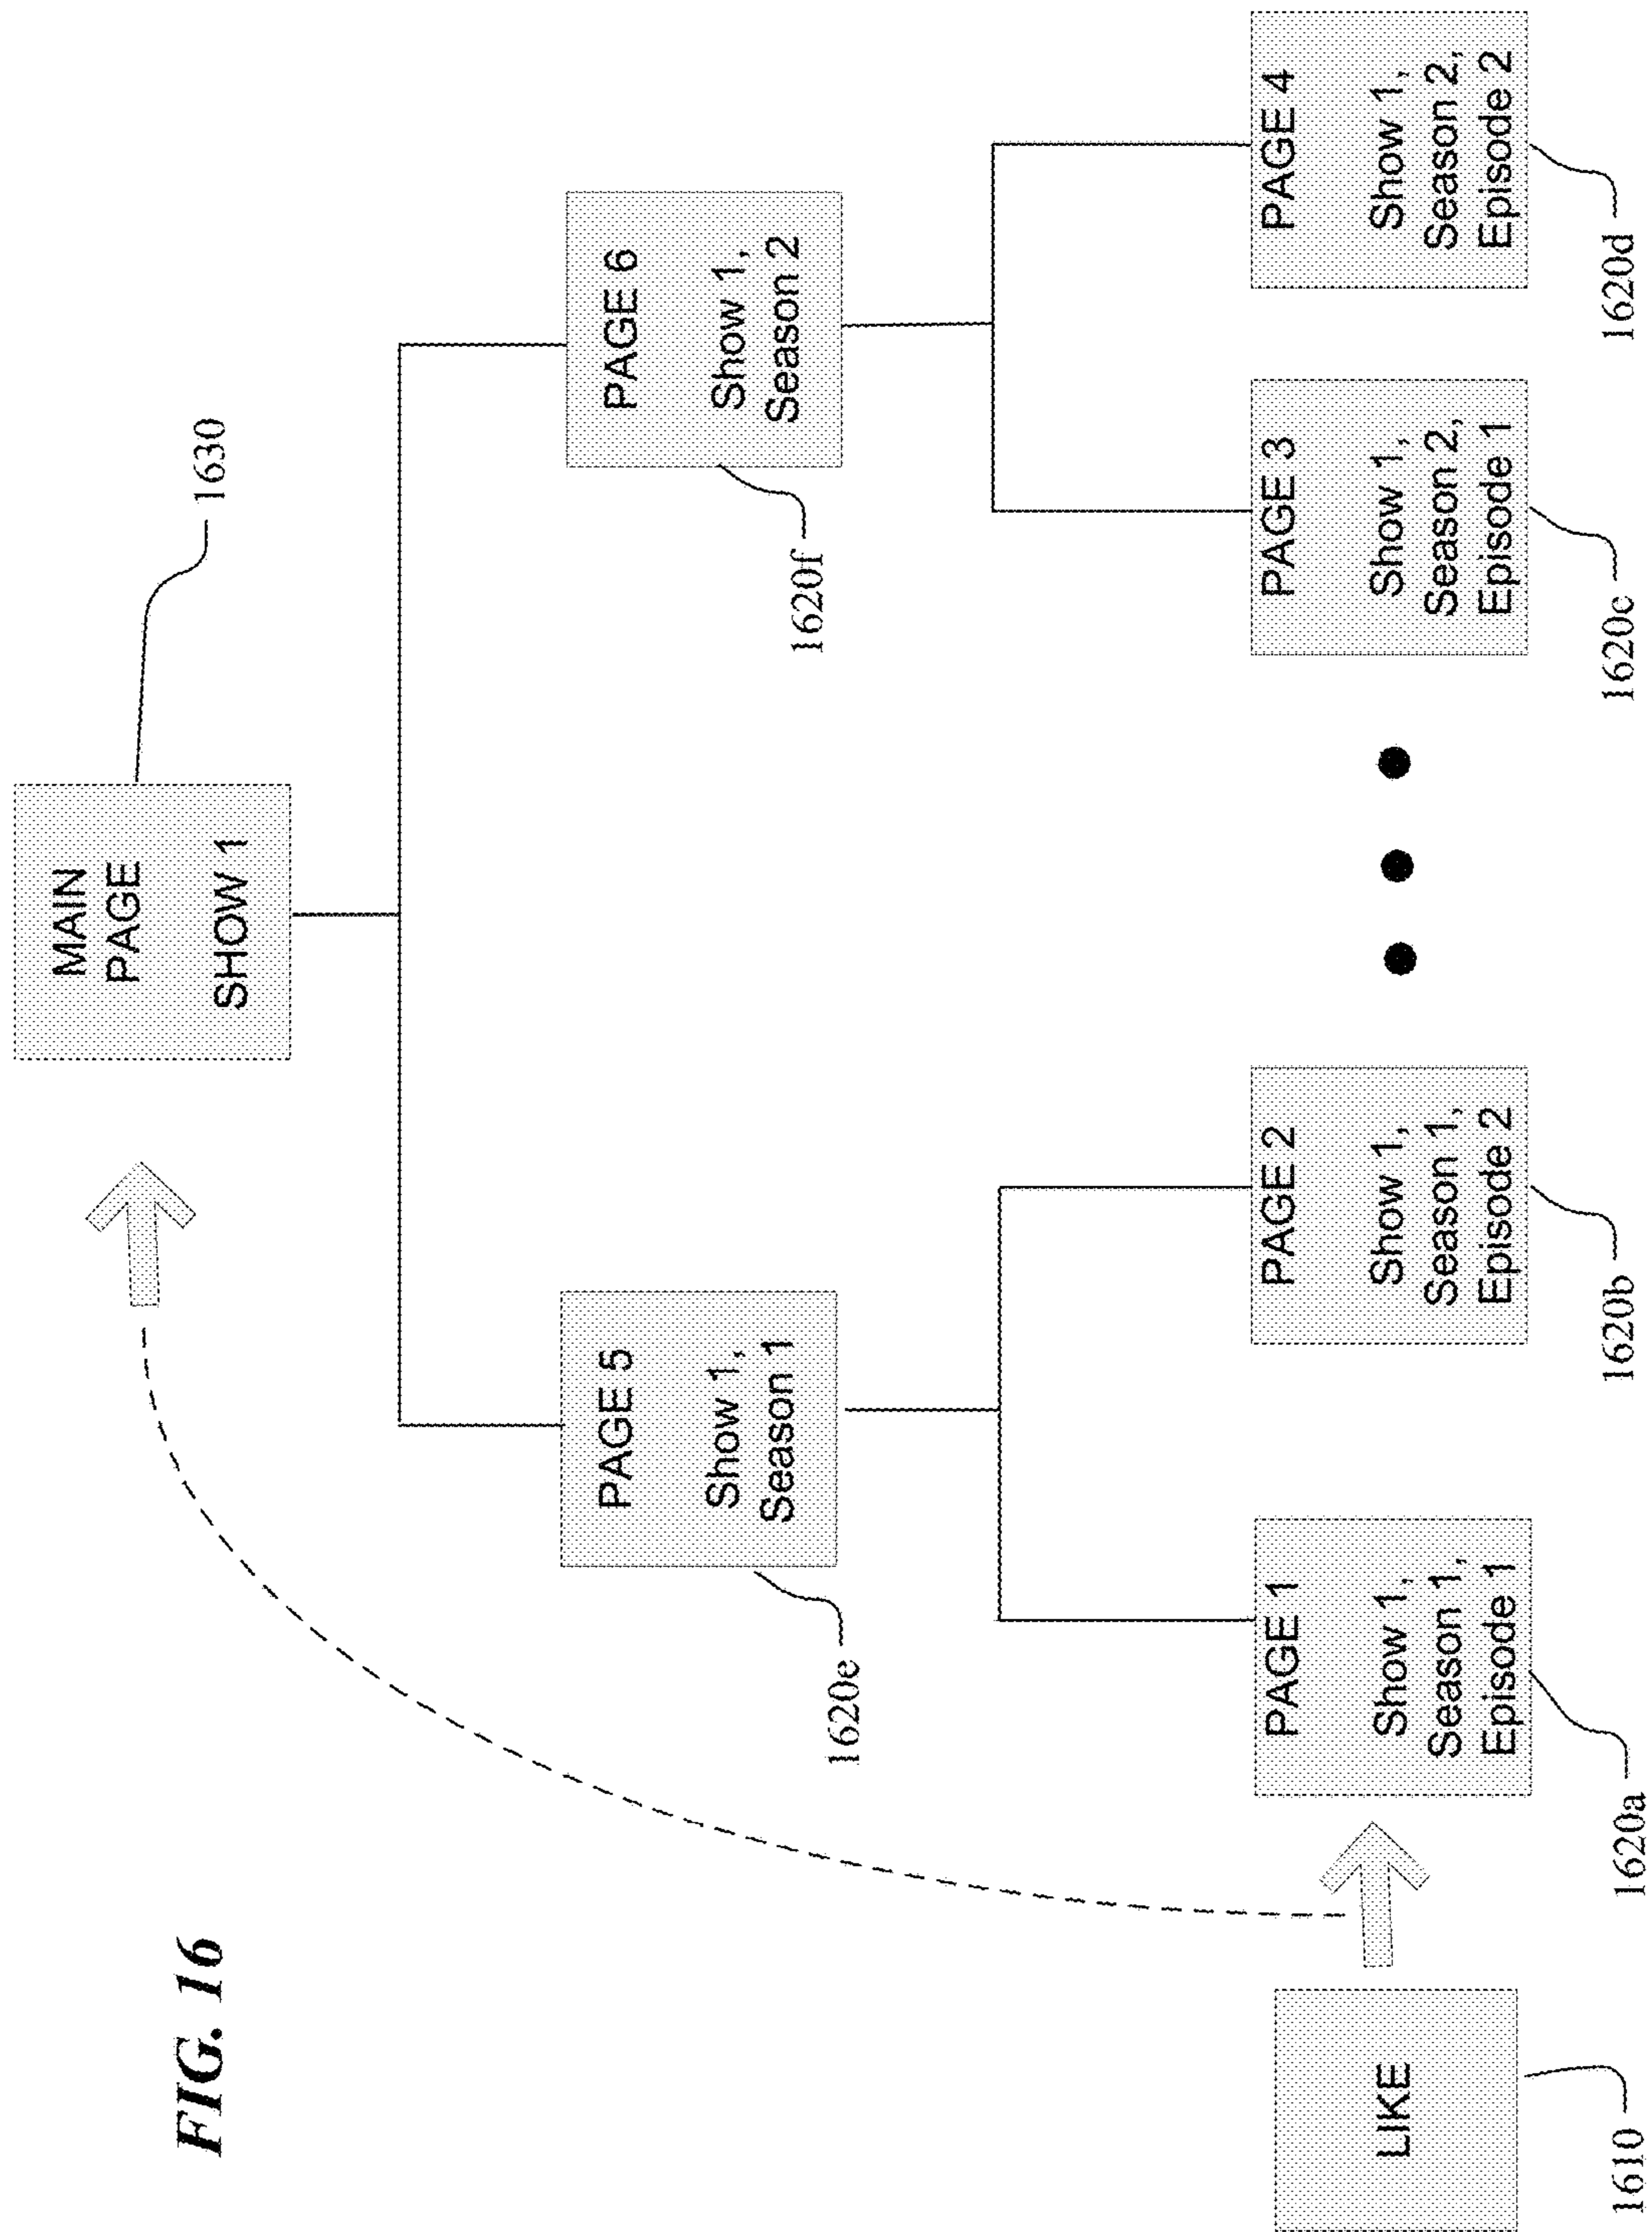 FIG. 16
MAIN
PAGE
SHOW 1
1630
PAGE 5
Show 1,
Season 1
1620e
PAGE 6
Show 1,
Season 2
1620f
LIKE
1610
PAGE 1
Show 1,
Season 1,
Episode 1
1620a
PAGE 2
Show 1,
Season 1,
Episode 2
1620b
PAGE 3
Show 1,
Season 2,
Episode 1
1620c
PAGE 4
Show 1,
Season 2,
Episode 2
1620d